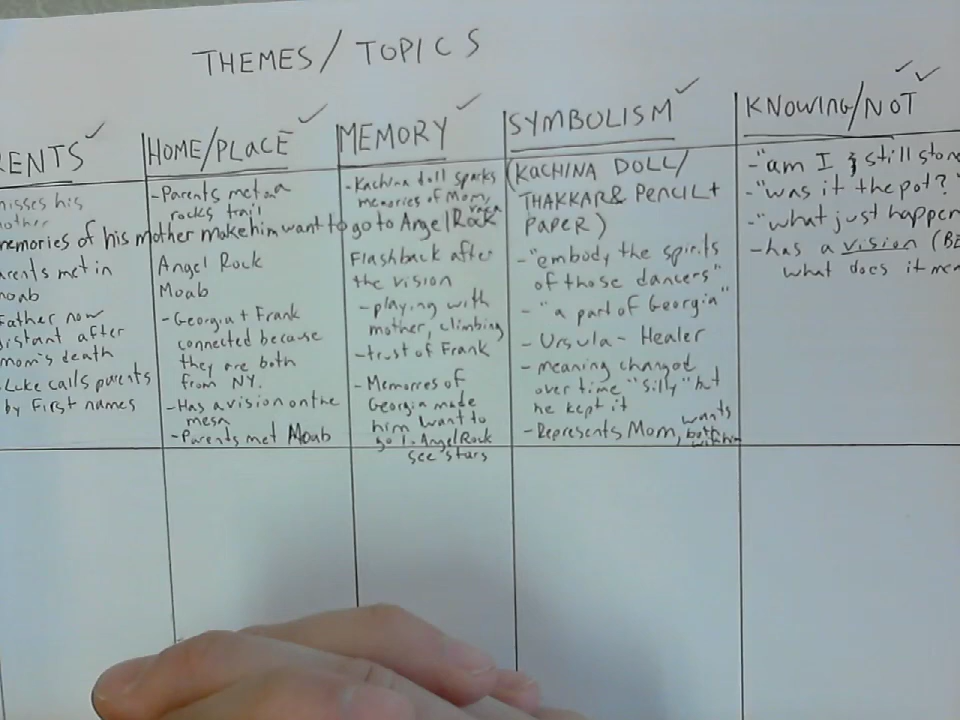 THEMES/TOPICS
RENTS
misses his
mother
memories of his mother make him want to go to Angel Rock
arents met in
Moab
Father now
distant after
mom's death
Luke calls parents
by First names
HOME/PLACE
-Parents met on a
rocks trail
Angel Rock
Moab
-Georgia + Frank
connected because
they are both
from NY.
-Has a vision on the
mesa
-Parents met Moab
MEMORY
-Kachina doll sparks
memories of Mom,
Flashback after
the vision
-playing with
mother, climbing
-trust of Frank
-Memories of
Georgia made
him want to
go t. Angel Rock
see stars
SYMBOLISM
(KACHINA DOLL/
THAKKAR & PENCIL +
PAPER)
-"embody the spirits
of those dancers"
-"a part of Georgia"
-Ursula - Healer
-meaning changed
over time "silly" but
he kept it
-Represents Mom, wants
both
KNOWING/NOT
-"am I still ston
-"was it the pot?"
-"what just happen
-has a vision (BE
what does it me